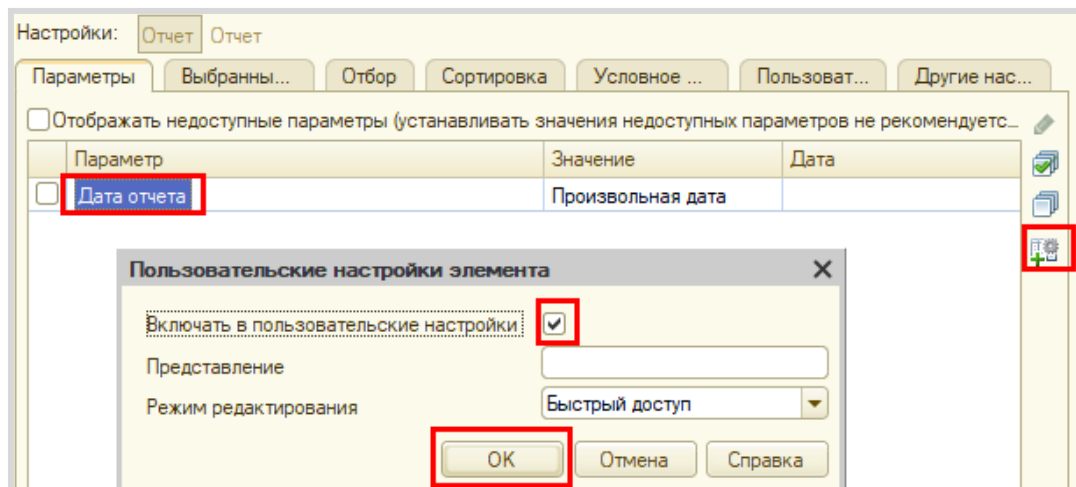 Настройки: Отчет Отчет
Параметры Выбранны... Отбор Сортировка Условное ... Пользоват... Другие нас...
Отображать недоступные параметры (устанавливать значения недоступных параметров не рекомендуетс...
Параметр Значение Дата
Дата отчета Произвольная дата
Пользовательские настройки элемента
Включать в пользовательские настройки
Представление
Режим редактирования Быстрый доступ
OK Отмена Справка